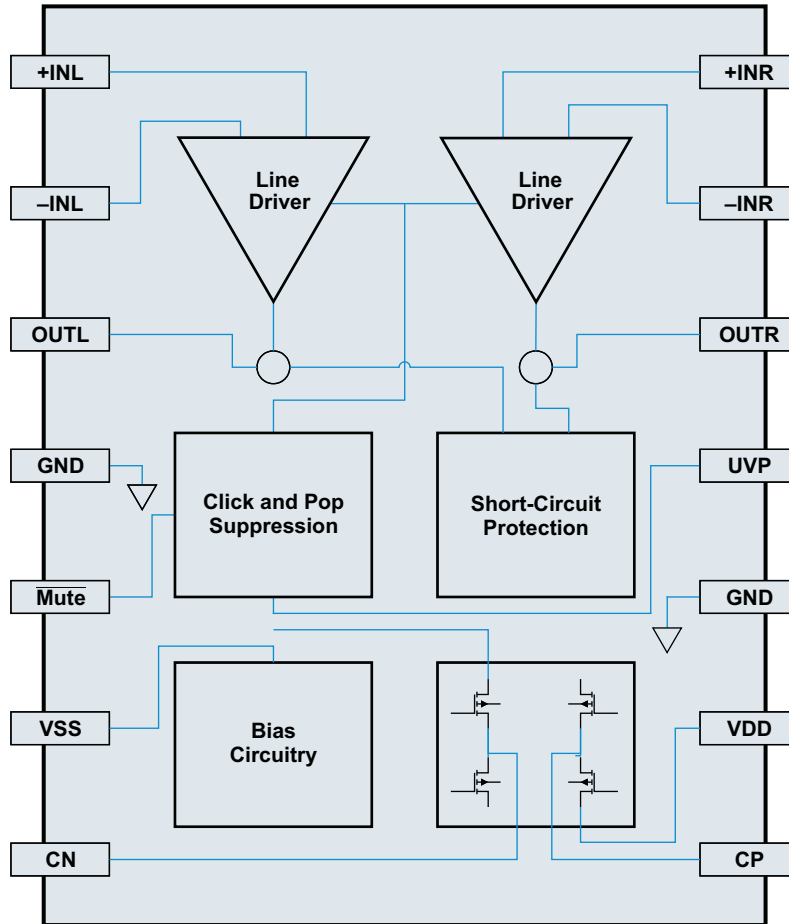 +INL
+INR
Line
Driver
Line
Driver
–INL
–INR
OUTL
OUTR
GND
UVP
Click and Pop
Suppression
Short-Circuit
Protection
Mute
GND
VSS
Bias
Circuitry
VDD
CN
CP